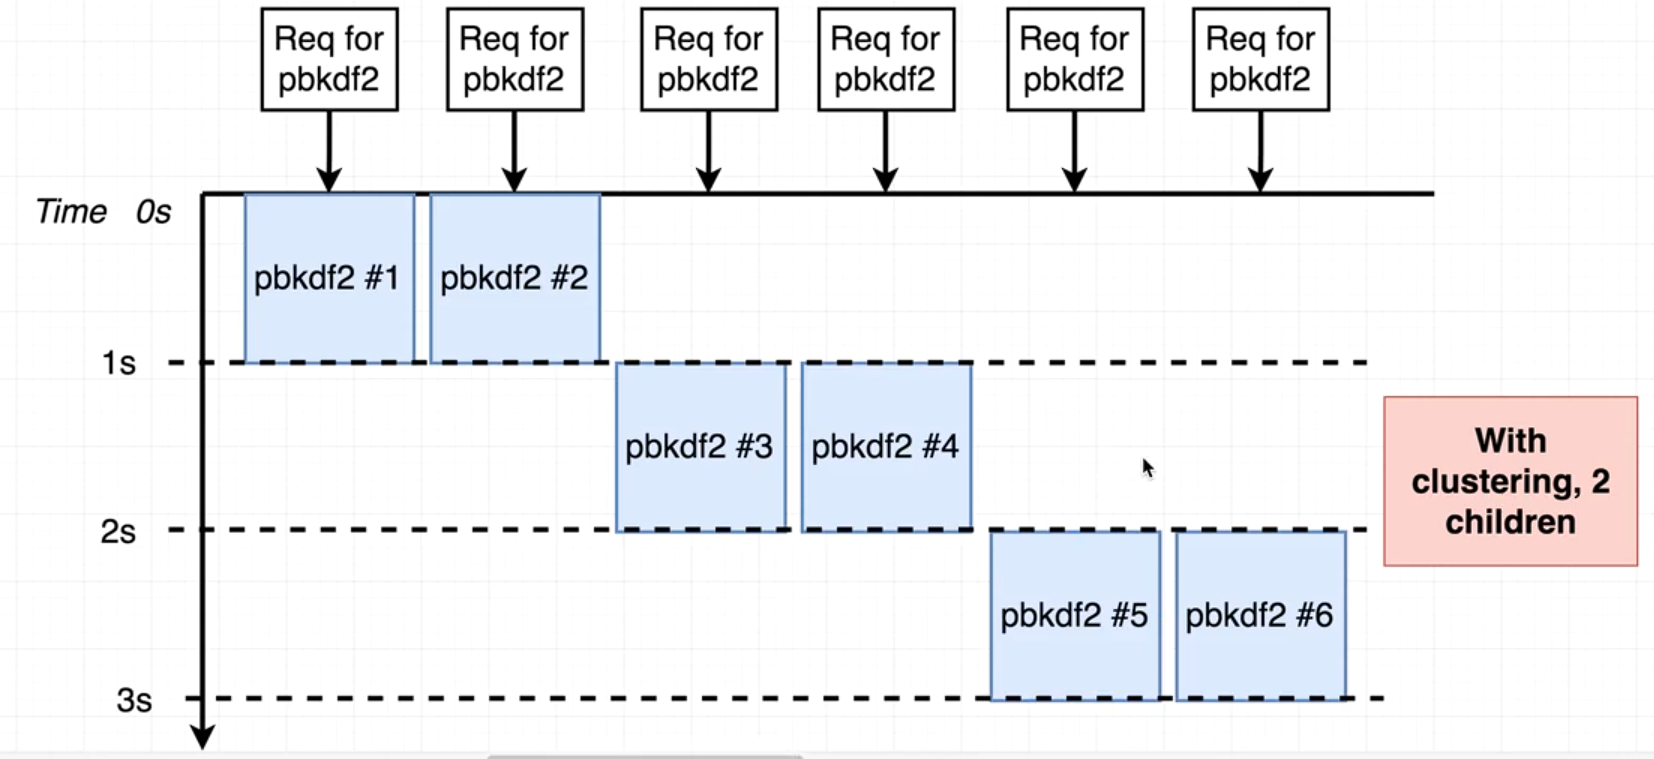 Req for
pbkdf2
Req for
pbkdf2
Req for
pbkdf2
Req for
pbkdf2
Req for
pbkdf2
Req for
pbkdf2
Time 0s
pbkdf2 #1
pbkdf2 #2
1s
pbkdf2 #3
pbkdf2 #4
With
clustering, 2
children
2s
pbkdf2 #5
pbkdf2 #6
3s